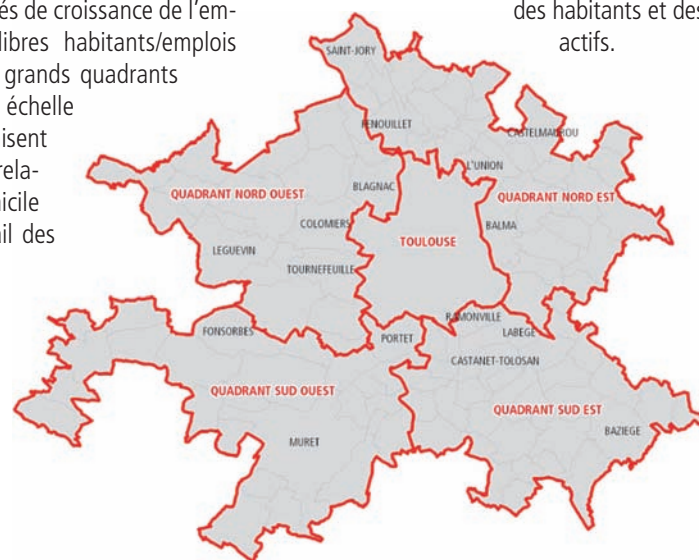 és de croissance de l'em-
libres habitants/emplois
grands quadrants
échelle
isent
rela-
icile
ail des
des habitants et des
actifs.
SAINT-JORY
FENOUILLET
CASTELMAUROU
L'UNION
BLAGNAC
QUADRANT NORD OUEST
QUADRANT NORD EST
COLOMIERS
BALMA
TOULOUSE
LEGUEVIN
TOURNEFEUILLE
RAMONVILLE
FONSORBES
PORTET
LABEGE
CASTANET-TOLOSAN
QUADRANT SUD OUEST
QUADRANT SUD EST
BAZIEGE
MURET